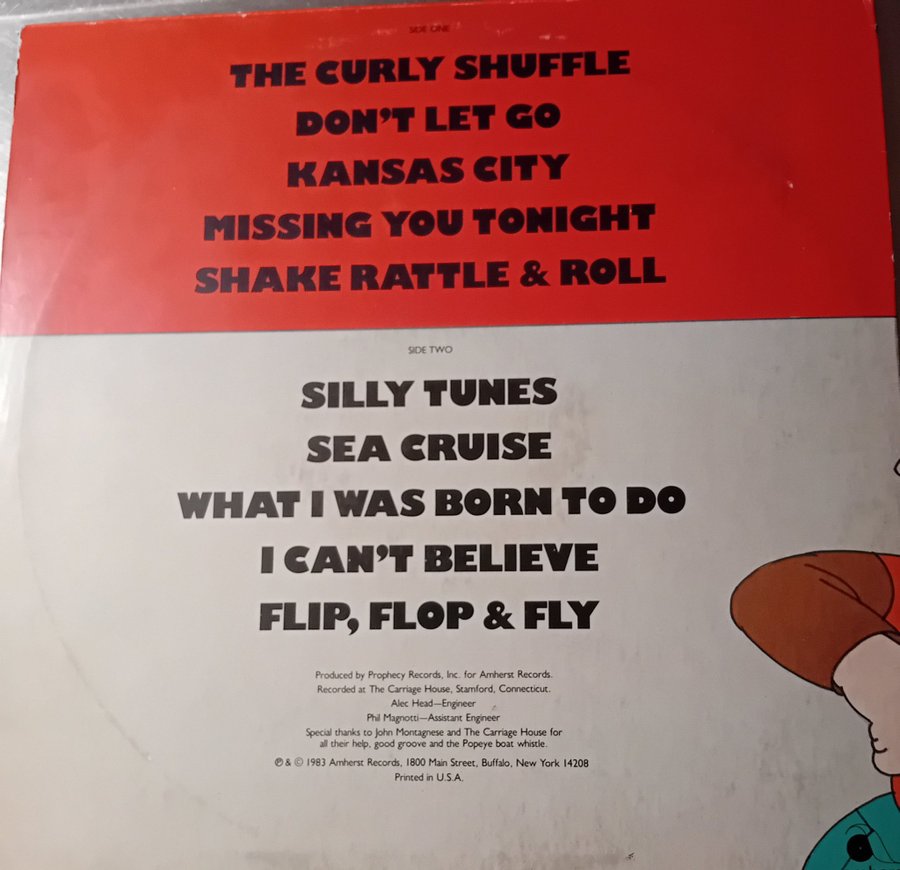 SIDE ONE
THE CURLY SHUFFLE
DON'T LET GO
KANSAS CITY
MISSING YOU TONIGHT
SHAKE RATTLE & ROLL
SIDE TWO
SILLY TUNES
SEA CRUISE
WHAT I WAS BORN TO DO
I CAN'T BELIEVE
FLIP, FLOP & FLY
Produced by Prophecy Records, Inc. for Amherst Records.
Recorded at The Carriage House, Stamford, Connecticut.
Alec Head—Engineer
Phil Magnotti—Assistant Engineer
Special thanks to John Montagnese and The Carriage House for
all their help, good groove and the Popeye boat whistle.
℗ & © 1983 Amherst Records, 1800 Main Street, Buffalo, New York 14208
Printed in U.S.A.